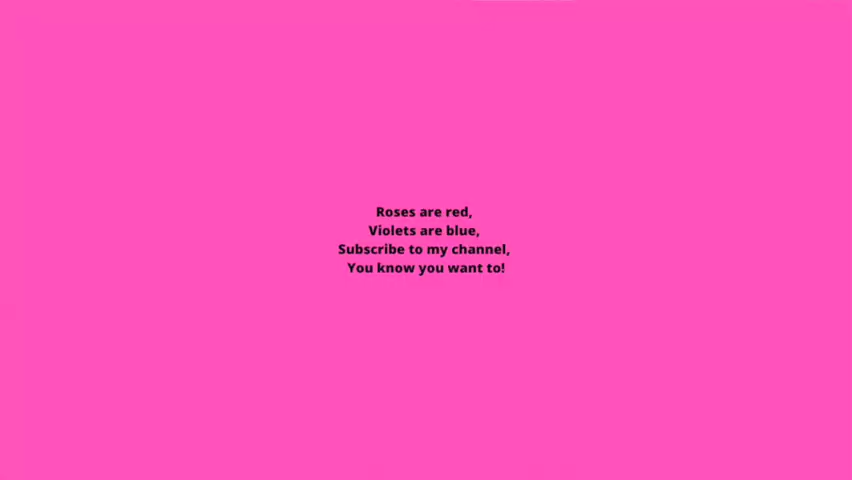 Roses are red,
Violets are blue,
Subscribe to my channel,
You know you want to!